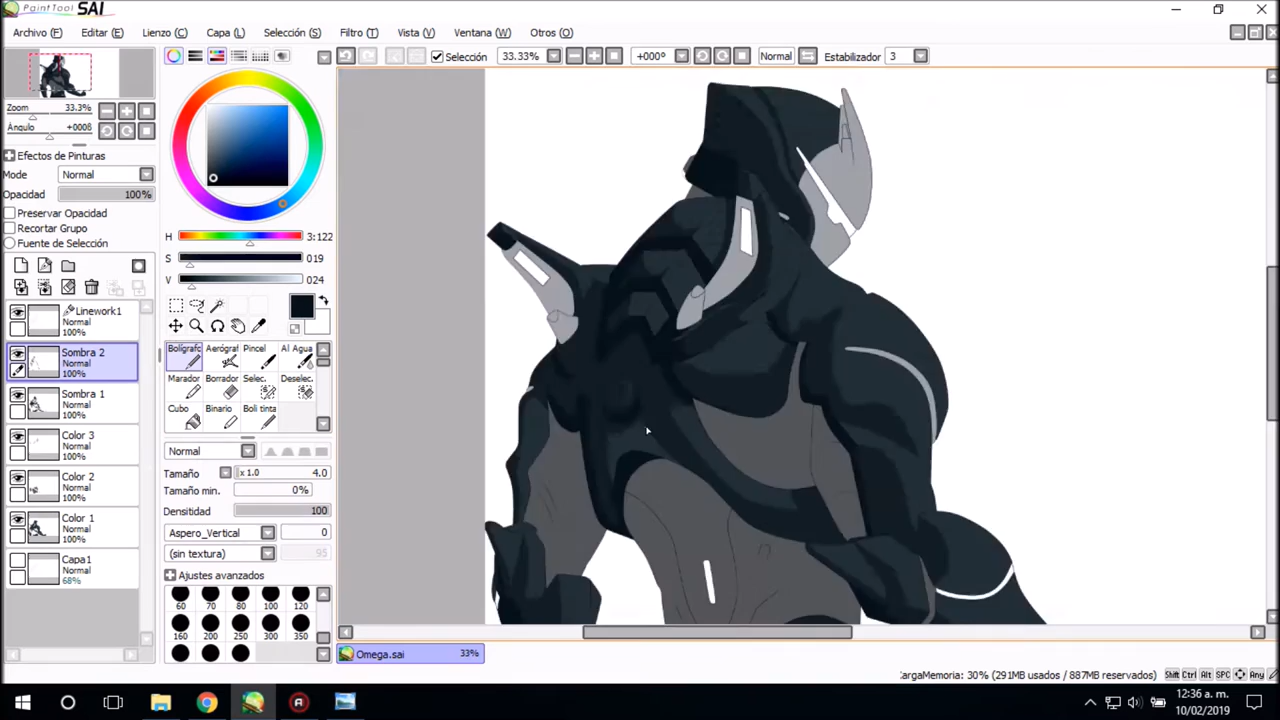 PaintTool SAI
Archivo (F) Editar (E) Lienzo (C) Capa (L) Selección (S) Filtro (T) Vista (V) Ventana (W) Otros (O)
Selección 33.33% +000º Normal Estabilizador 3
Zoom 33.3%
Ángulo +000º
Efectos de Pinturas
Modo Normal
Opacidad 100%
Preservar Opacidad
Recortar Grupo
Fuente de Selección
H 3:122
S 019
V 024
Linework1
Normal
100%
Sombra 2
Normal
100%
Sombra 1
Normal
100%
Color 3
Normal
100%
Color 2
Normal
100%
Color 1
Normal
100%
Capa1
Normal
68%
Bolígrafo Aerógraf Pincel Al Agua
Marador Borrador Selec. Deselec.
Cubo Binario Boli tinta
Normal
Tamaño x 1.0 4.0
Tamaño min. 0%
Densitidad 100
Aspero_Vertical 0
(sin textura) 95
Ajustes avanzados
60 70 80 100 120
160 200 250 300 350
Omega.sai 33%
CargaMemoria: 30% (291MB usados / 887MB reservados) Shift Ctrl Alt SPC Any
12:36 a. m.
10/02/2019